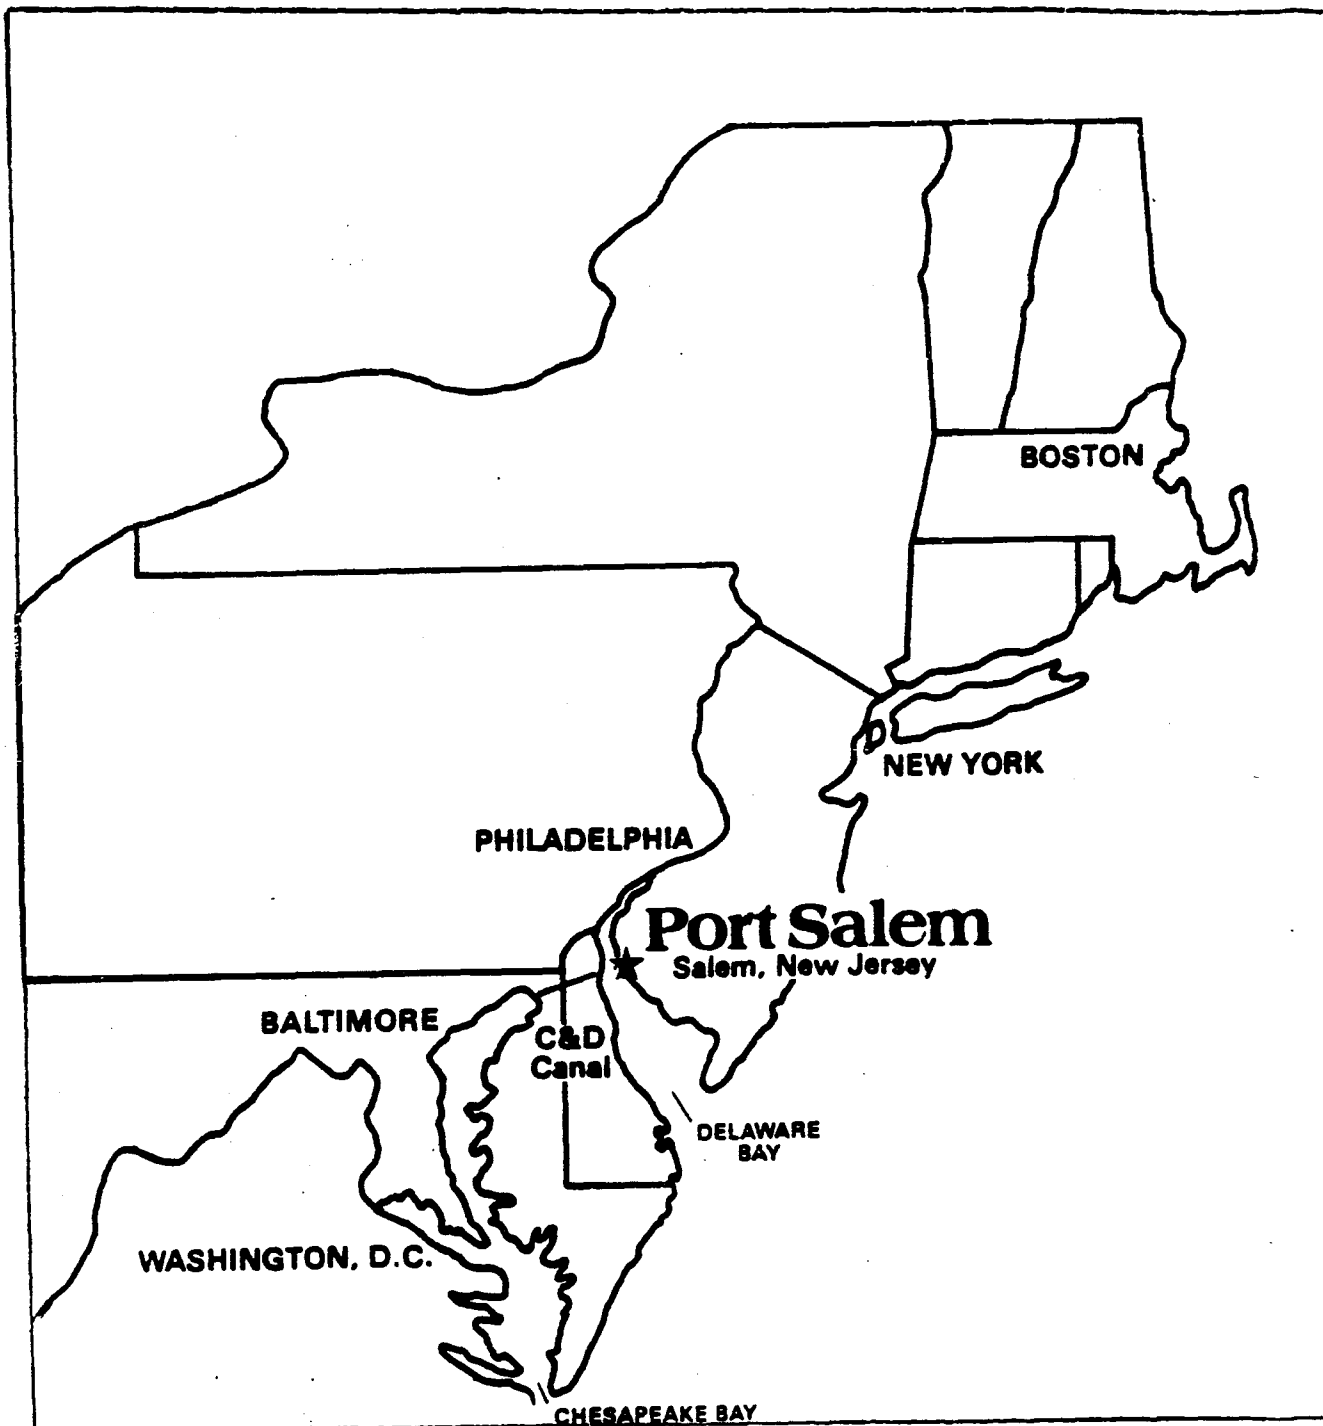 BOSTON
NEW YORK
PHILADELPHIA
Port Salem
Salem, New Jersey
BALTIMORE
C&D
Canal
DELAWARE
BAY
WASHINGTON, D.C.
CHESAPEAKE BAY